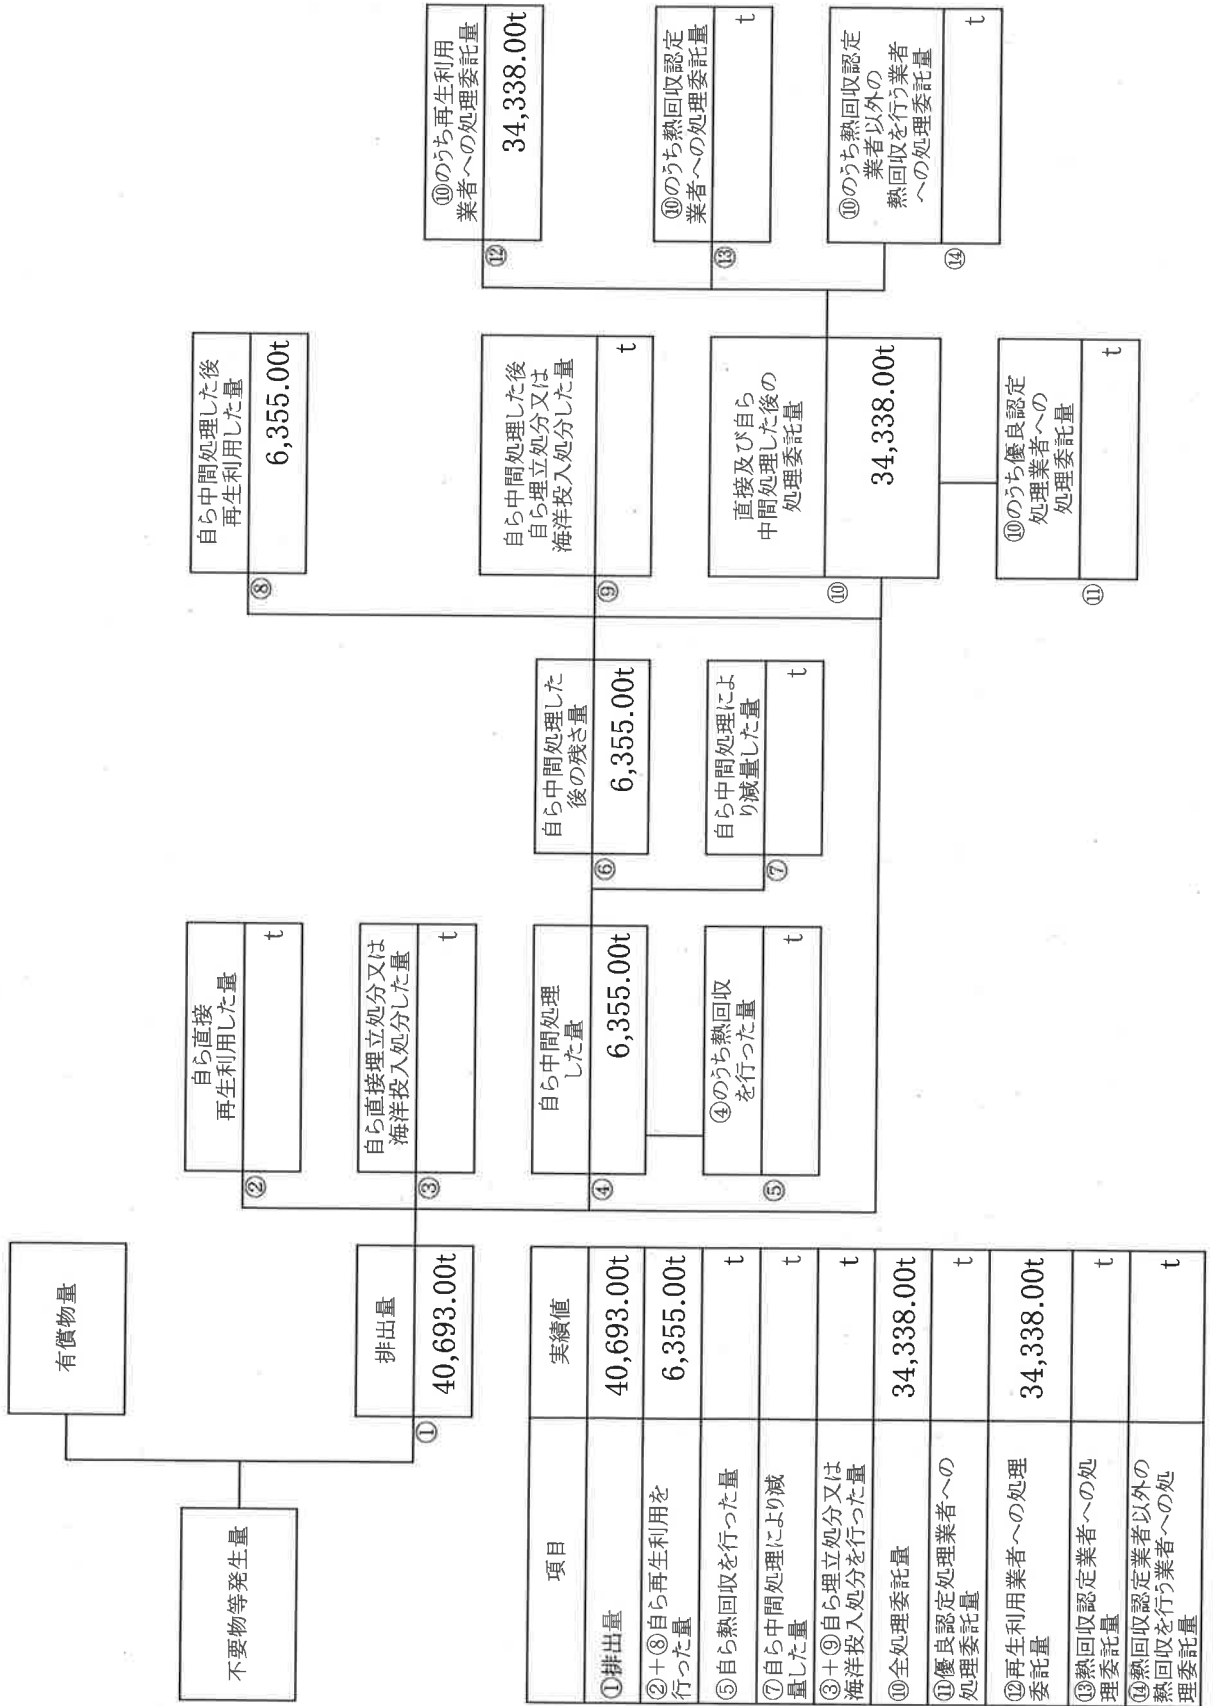 不要物等発生量
有償物量
①
排出量
40,693.00t
②
自ら直接
再生利用した量
t
③
自ら直接埋立処分又は
海洋投入処分した量
t
④
自ら中間処理
した量
6,355.00t
⑤
④のうち熱回収
を行った量
t
⑥
自ら中間処理した
後の残さ量
6,355.00t
⑦
自ら中間処理によ
り減量した量
t
⑧
自ら中間処理した後
再生利用した量
6,355.00t
⑨
自ら中間処理した後
自ら埋立処分又は
海洋投入処分した量
t
⑩
直接及び自ら
中間処理した後の
処理委託量
34,338.00t
⑪
⑩のうち優良認定
処理業者への
処理委託量
t
⑫
⑩のうち再生利用
業者への処理委託量
34,338.00t
⑬
⑩のうち熱回収認定
業者への処理委託量
t
⑭
⑩のうち熱回収認定
業者以外の
熱回収を行う業者
への処理委託量
t
項目 実績値
①排出量 40,693.00t
②+⑧自ら再生利用を
行った量 6,355.00t
⑤自ら熱回収を行った量 t
⑦自ら中間処理により減
量した量 t
③+⑨自ら埋立処分又は
海洋投入処分を行った量 t
⑩全処理委託量 34,338.00t
⑪優良認定処理業者への
処理委託量 t
⑫再生利用業者への処理
委託量 34,338.00t
⑬熱回収認定業者への処
理委託量 t
⑭熱回収認定業者以外の
熱回収を行う業者への処
理委託量 t